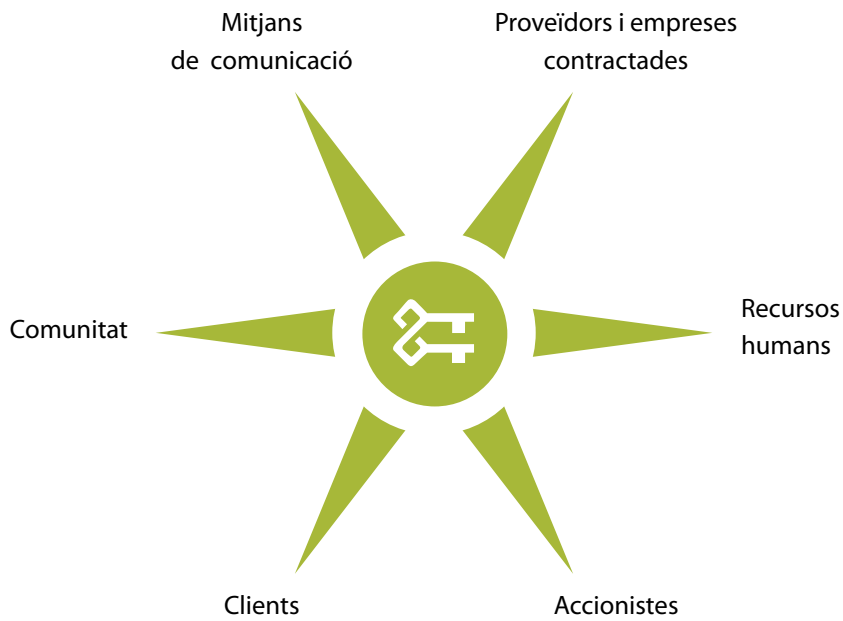 Mitjans
de comunicació
Proveïdors i empreses
contractades
Comunitat
Recursos
humans
Clients
Accionistes